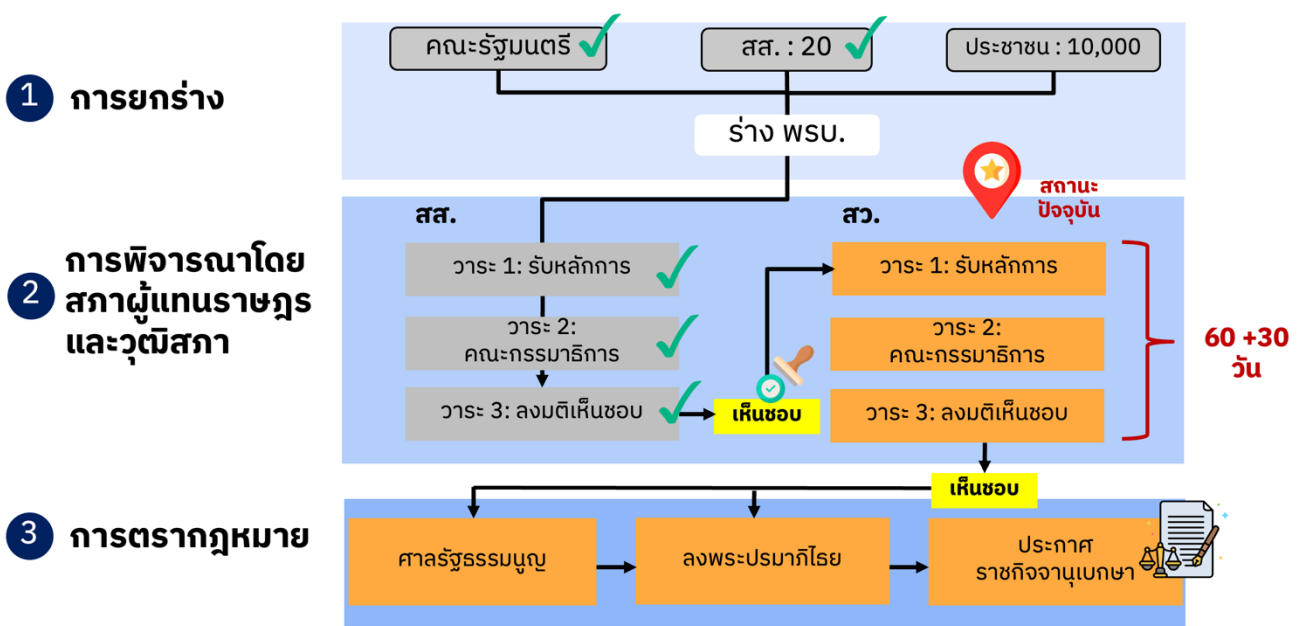 คณะรัฐมนตรี
สส. : 20
ประชาชน : 10,000
1 การยกร่าง
ร่าง พรบ.
สถานะ
ปัจจุบัน
สส.
สว.
2 การพิจารณาโดย
สภาผู้แทนราษฎร
และวุฒิสภา
วาระ 1: รับหลักการ
วาระ 2:
คณะกรรมาธิการ
วาระ 3: ลงมติเห็นชอบ
เห็นชอบ
วาระ 1: รับหลักการ
วาระ 2:
คณะกรรมาธิการ
วาระ 3: ลงมติเห็นชอบ
60 +30
วัน
เห็นชอบ
3 การตรากฎหมาย
ศาลรัฐธรรมนูญ
ลงพระปรมาภิไธย
ประกาศ
ราชกิจจานุเบกษา